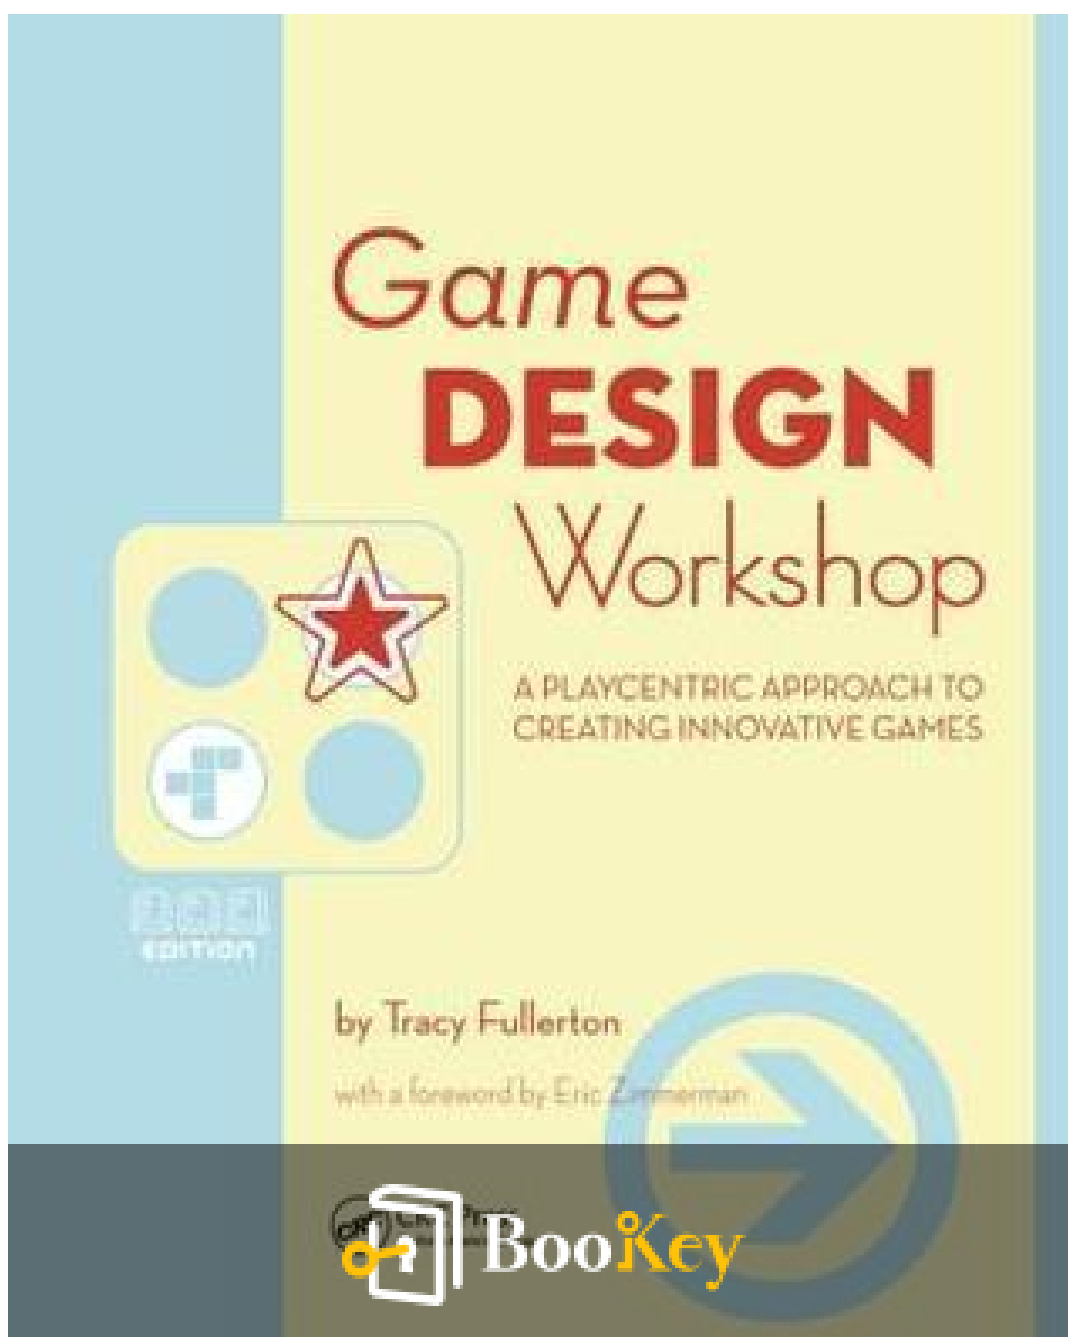 Game
DESIGN
Workshop
A PLAYCENTRIC APPROACH TO
CREATING INNOVATIVE GAMES
EDITION
by Tracy Fullerton
with a foreword by Eric Zimmerman
CRC
BooKey